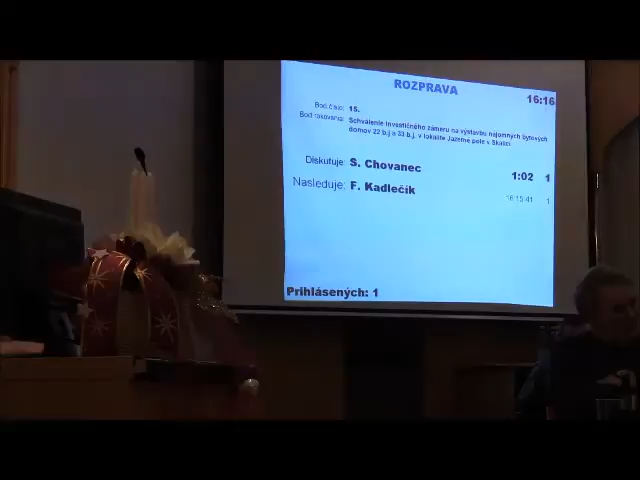 ROZPRAVA
16:16
Bod číslo: 15.
Bod rokovania: Schválenie investičného zámeru na výstavbu nájomných bytových
domov 22 b.j a 33 b.j. v lokalite Jazerné pole v Skalici
Diskutuje: S. Chovanec 1:02 1
Nasleduje: F. Kadlečík 16:15:41 1
Prihlásených: 1